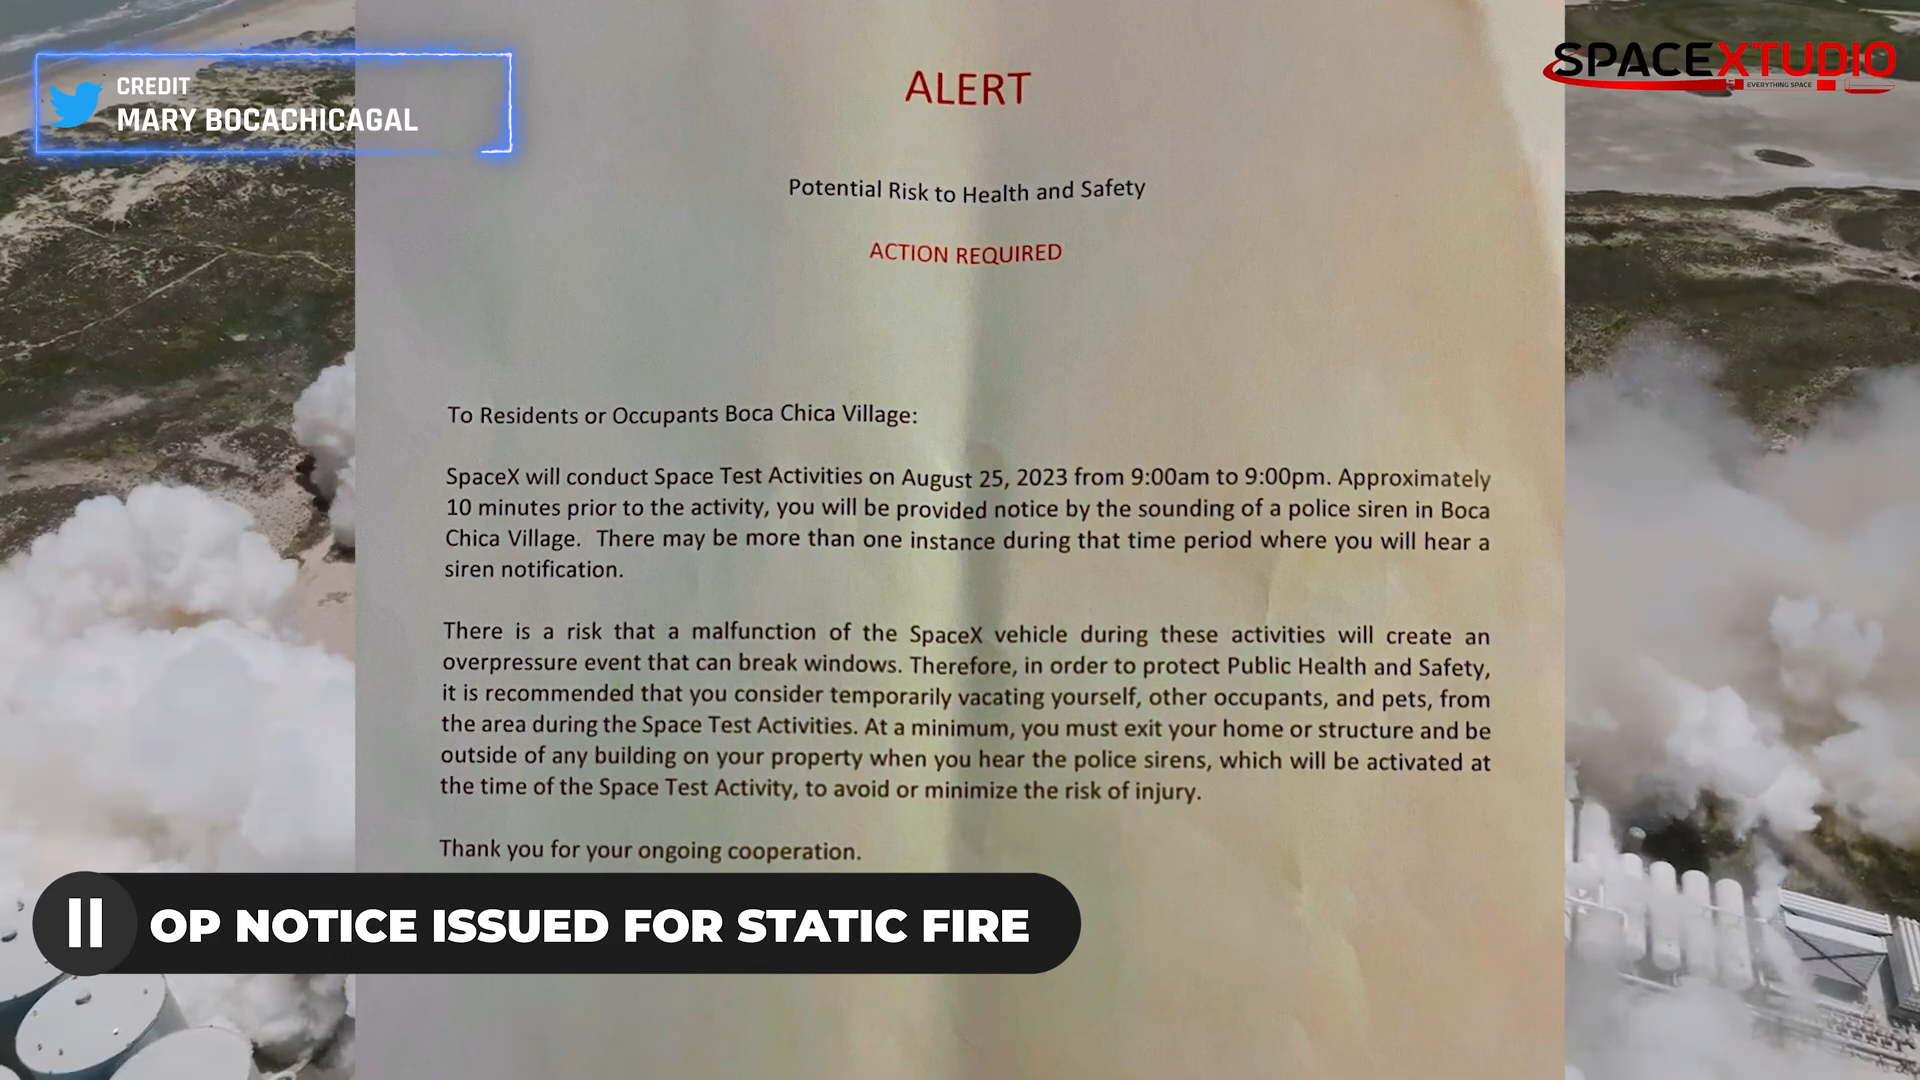 CREDIT
MARY BOCACHICAGAL
SPACEXTUDIO
EVERYTHING SPACE
ALERT
Potential Risk to Health and Safety
ACTION REQUIRED
To Residents or Occupants Boca Chica Village:
SpaceX will conduct Space Test Activities on August 25, 2023 from 9:00am to 9:00pm. Approximately
10 minutes prior to the activity, you will be provided notice by the sounding of a police siren in Boca
Chica Village.  There may be more than one instance during that time period where you will hear a
siren notification.
There is a risk that a malfunction of the SpaceX vehicle during these activities will create an
overpressure event that can break windows. Therefore, in order to protect Public Health and Safety,
it is recommended that you consider temporarily vacating yourself, other occupants, and pets, from
the area during the Space Test Activities. At a minimum, you must exit your home or structure and be
outside of any building on your property when you hear the police sirens, which will be activated at
the time of the Space Test Activity, to avoid or minimize the risk of injury.
Thank you for your ongoing cooperation.
OP NOTICE ISSUED FOR STATIC FIRE